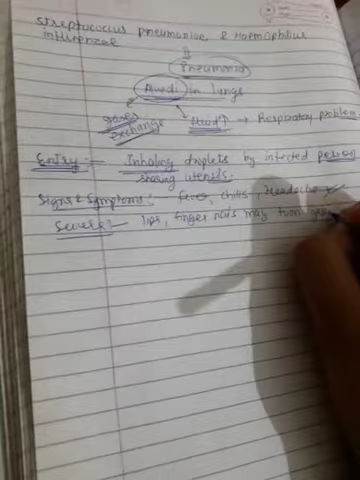 Streptococcus pneumoniae & Haemophilus
influenzae
⇓
Pneumonia
Alveoli in lungs
gases exchange
fluid↑ → Respiratory problem
Entry:- Inhaling droplets by infected person
sharing utensils.
Signs & Symptoms:- fever, chills, Headache
Severe:- lips, finger nails may turn